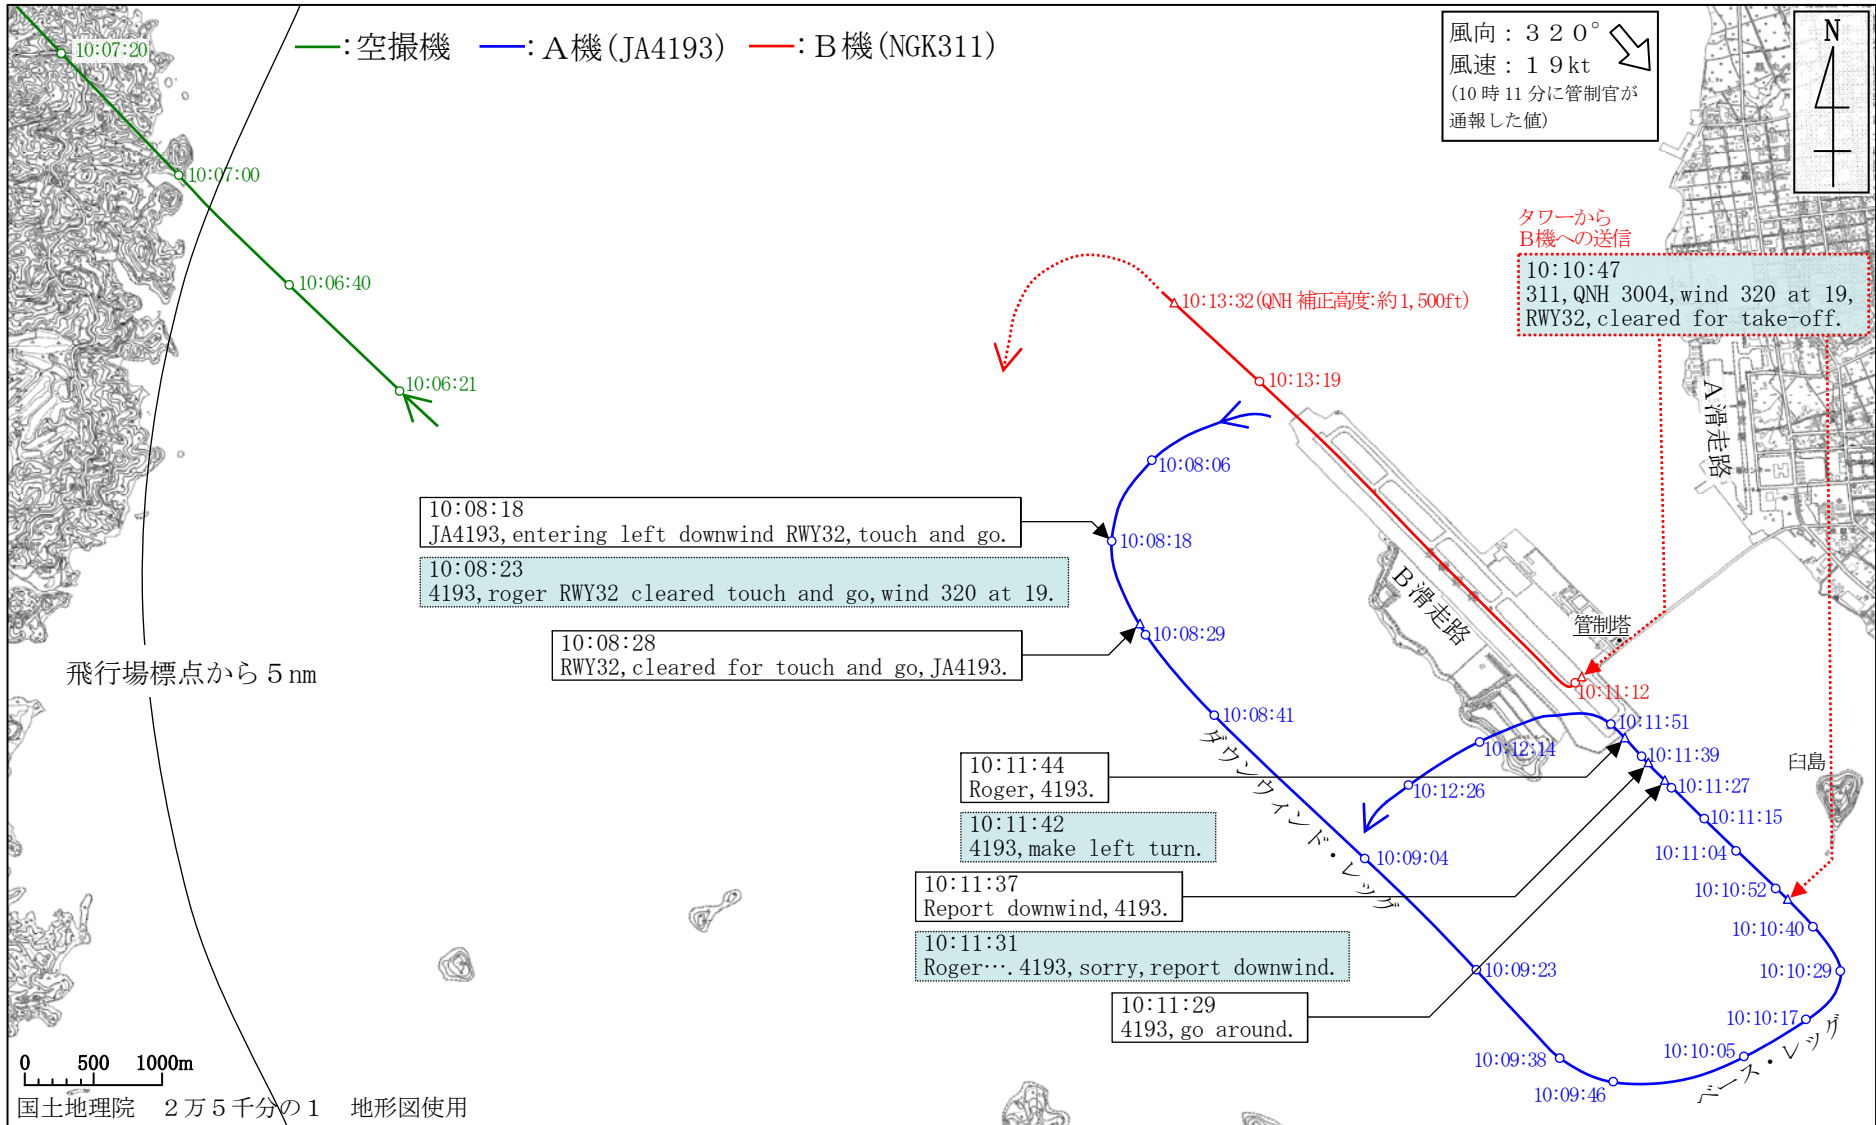 10:07:20
―:空撮機 ―:A機(JA4193) ―:B機(NGK311)
風向:320°
風速:19kt
(10時11分に管制官が
通報した値)
N
10:07:00
10:06:40
10:06:21
タワーから
B機への送信
10:10:47
311,QNH 3004,wind 320 at 19,
RWY32,cleared for take-off.
10:13:32(QNH 補正高度:約1,500ft)
10:13:19
A滑走路
10:08:06
10:08:18
JA4193,entering left downwind RWY32,touch and go.
10:08:18
10:08:23
4193,roger RWY32 cleared touch and go,wind 320 at 19.
10:08:28
RWY32,cleared for touch and go,JA4193.
10:08:29
B滑走路
管制塔
飛行場標点から5nm
10:11:12
10:08:41
ダウンウィンド・レッグ
10:11:51
10:12:14
10:11:39
10:11:44
Roger,4193.
10:12:26
10:11:27
臼島
10:11:42
4193,make left turn.
10:11:15
10:09:04
10:11:04
10:11:37
Report downwind,4193.
10:10:52
10:11:31
Roger…. 4193,sorry,report downwind.
10:10:40
10:09:23
10:10:29
10:11:29
4193,go around.
10:10:17
10:09:38
10:10:05
ベース・レッグ
10:09:46
0 500 1000m
国土地理院 2万5千分の1 地形図使用